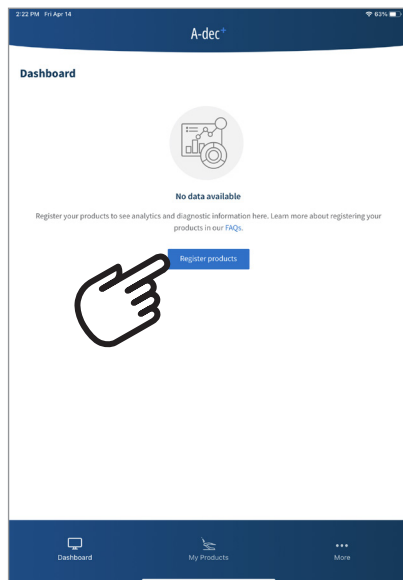 2:22 PM Fri Apr 14
63%
A-dec+
Dashboard
No data available
Register your products to see analytics and diagnostic information here. Learn more about registering your
products in our FAQs.
Register products
Dashboard
My Products
More